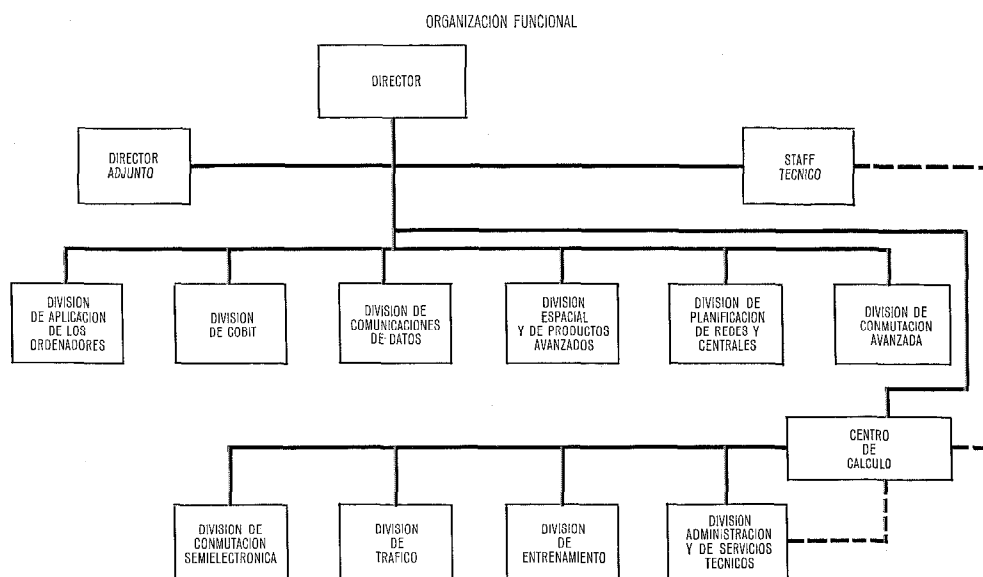 ORGANIZACION FUNCIONAL
DIRECTOR
DIRECTOR
ADJUNTO
STAFF
TECNICO
DIVISION
DE APLICACION
DE LOS
ORDENADORES
DIVISION
DE COBIT
DIVISION DE
COMUNICACIONES
DE DATOS
DIVISION
ESPACIAL
Y DE PRODUCTOS
AVANZADOS
DIVISION DE
PLANIFICACION
DE REDES Y
CENTRALES
DIVISION DE
CONMUTACION
AVANZADA
CENTRO
DE
CALCULO
DIVISION DE
CONMUTACION
SEMIELECTRONICA
DIVISION
DE
TRAFICO
DIVISION
DE
ENTRENAMIENTO
DIVISION
ADMINISTRACION
Y DE SERVICIOS
TECNICOS